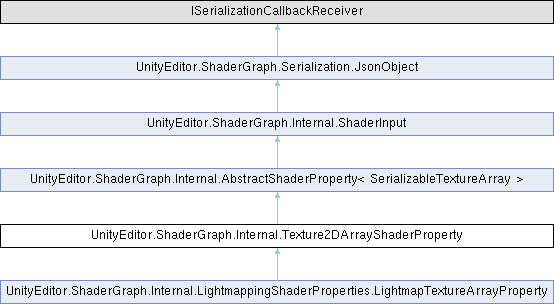 ISerializationCallbackReceiver
UnityEditor.ShaderGraph.Serialization.JsonObject
UnityEditor.ShaderGraph.Internal.ShaderInput
UnityEditor.ShaderGraph.Internal.AbstractShaderProperty< SerializableTextureArray >
UnityEditor.ShaderGraph.Internal.Texture2DArrayShaderProperty
UnityEditor.ShaderGraph.Internal.LightmappingShaderProperties.LightmapTextureArrayProperty